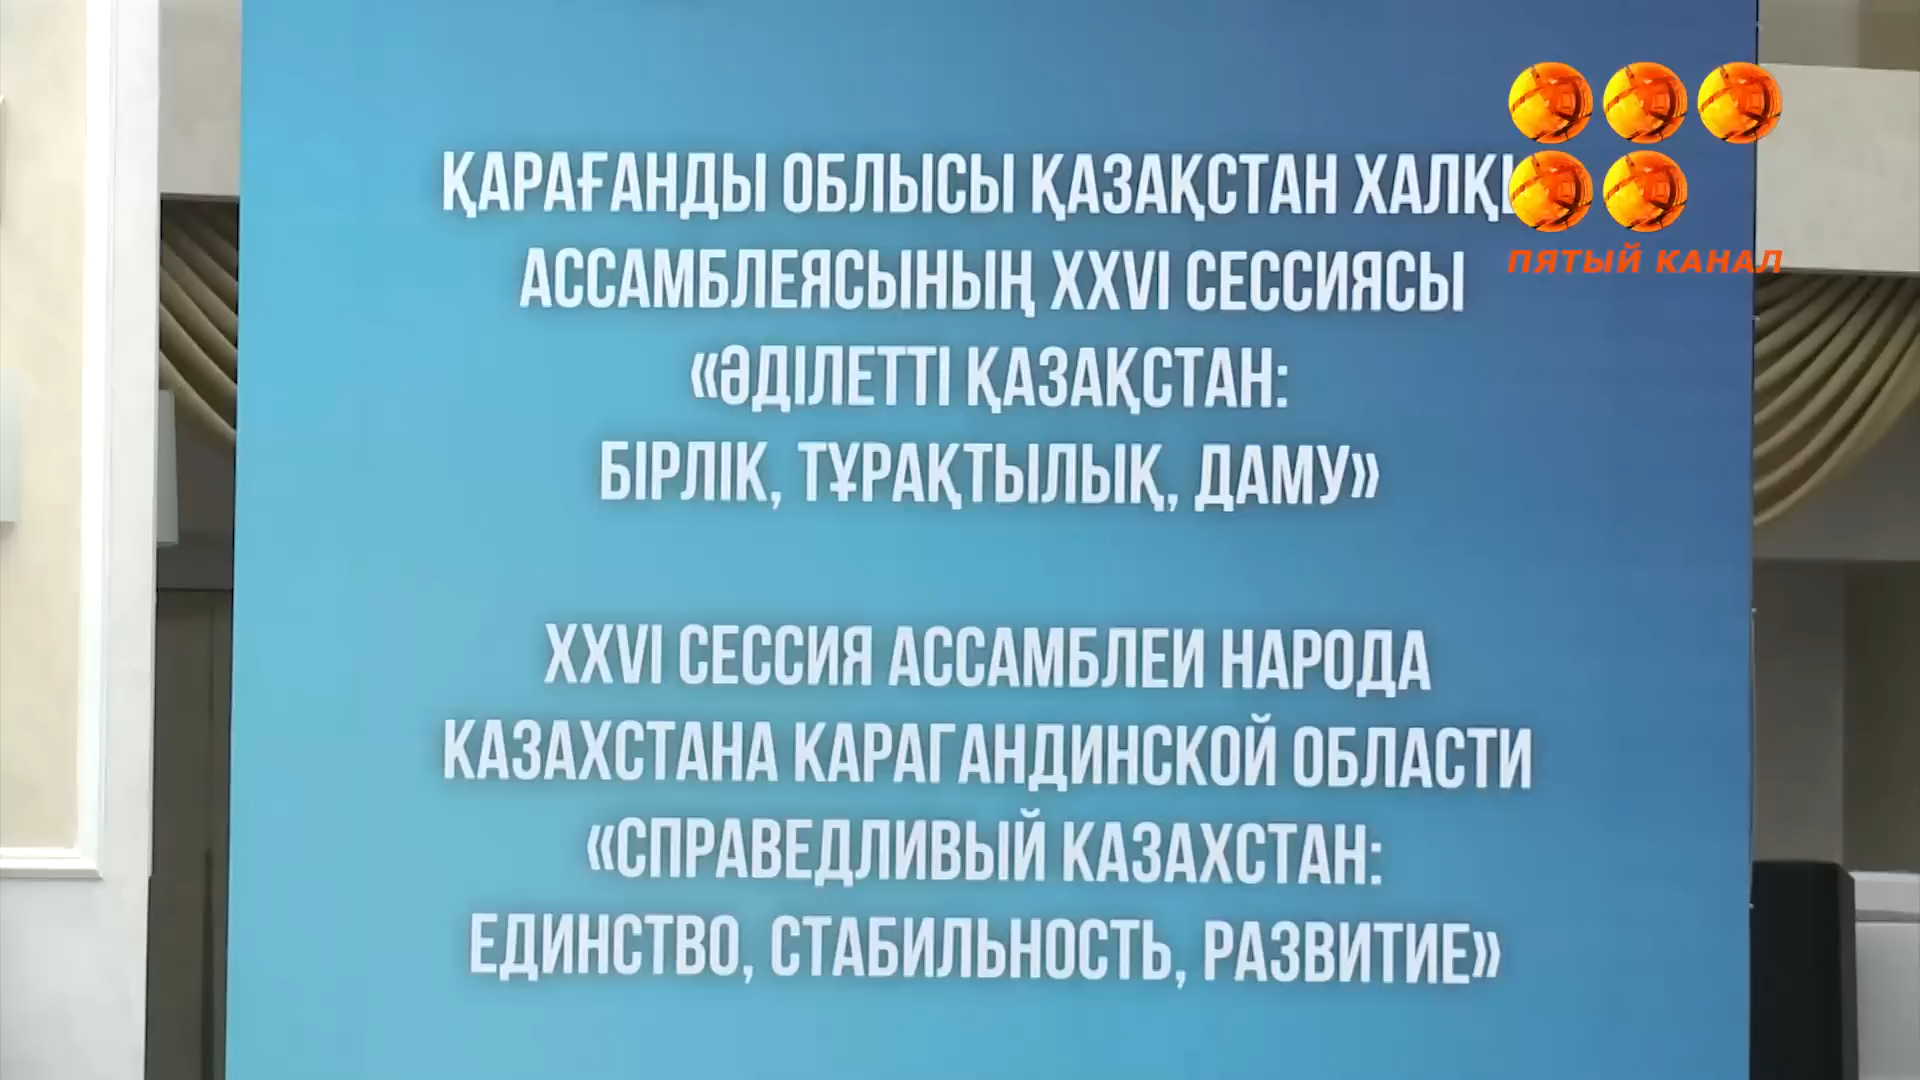 ҚАРАҒАНДЫ ОБЛЫСЫ ҚАЗАҚСТАН
АССАМБЛЕЯСЫНЫҢ XXVI СЕССИЯСЫ
«ӘДІЛЕТТІ ҚАЗАҚСТАН:
БІРЛІК, ТҰРАҚТЫЛЫҚ, ДАМУ»
XXVI СЕССИЯ АССАМБЛЕИ НАРОДА
КАЗАХСТАНА КАРАГАНДИНСКОЙ ОБЛАСТИ
«СПРАВЕДЛИВЫЙ КАЗАХСТАН:
ЕДИНСТВО, СТАБИЛЬНОСТЬ, РАЗВИТИЕ»
ПЯТЫЙ КАНАЛ